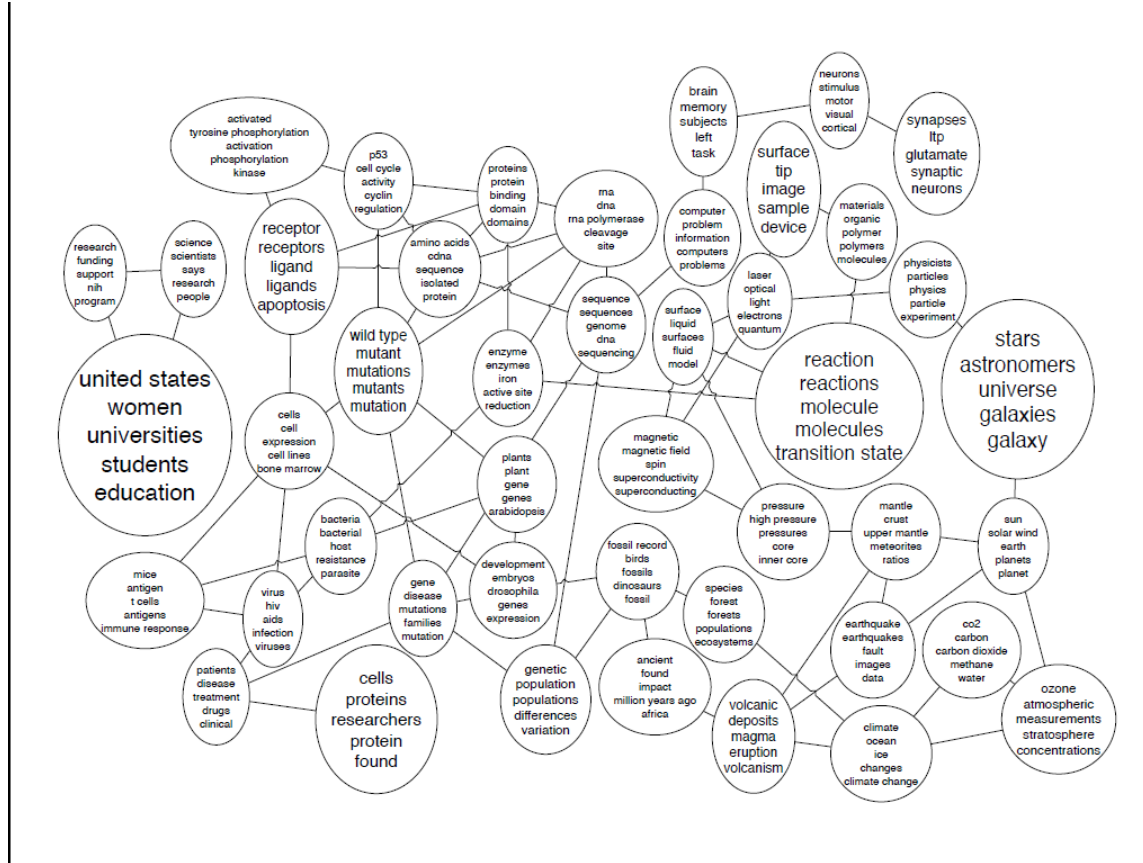 activated
tyrosine phosphorylation
activation
phosphorylation
kinase
p53
cell cycle
activity
cyclin
regulation
proteins
protein
binding
domain
domains
rna
dna
rna polymerase
cleavage
site
brain
memory
subjects
left
task
neurons
stimulus
motor
visual
cortical
synapses
ltp
glutamate
synaptic
neurons
surface
tip
image
sample
device
research
funding
support
nih
program
science
scientists
says
research
people
receptor
receptors
ligand
ligands
apoptosis
amino acids
cdna
sequence
isolated
protein
computer
problem
information
computers
problems
materials
organic
polymer
polymers
molecules
laser
optical
light
electrons
quantum
physicists
particles
physics
particle
experiment
sequences
sequences
genome
dna
sequencing
surface
liquid
surfaces
fluid
model
wild type
mutant
mutations
mutants
mutation
enzyme
enzymes
iron
active site
reduction
reaction
reactions
molecule
molecules
transition state
stars
astronomers
universe
galaxies
galaxy
united states
women
universities
students
education
cells
cell
expression
cell lines
bone marrow
magnetic
magnetic field
spin
superconductivity
superconducting
plants
plant
gene
genes
arabidopsis
pressure
high pressure
pressures
core
inner core
mantle
crust
upper mantle
meteorites
ratios
sun
solar wind
earth
planets
planet
bacteria
bacterial
host
resistance
parasite
mice
antigen
t cells
antigens
immune response
virus
hiv
aids
infection
viruses
gene
disease
mutations
families
mutation
development
embryos
drosophila
genes
expression
fossil record
birds
fossils
dinosaurs
fossil
species
forest
forests
populations
ecosystems
earthquake
earthquakes
fault
images
data
co2
carbon
carbon dioxide
methane
water
patients
disease
treatment
drugs
clinical
cells
proteins
researchers
protein
found
genetic
population
populations
differences
variation
ancient
found
impact
million years ago
africa
volcanic
deposits
magma
eruption
volcanism
climate
ocean
ice
changes
climate change
ozone
atmospheric
measurements
stratosphere
concentrations